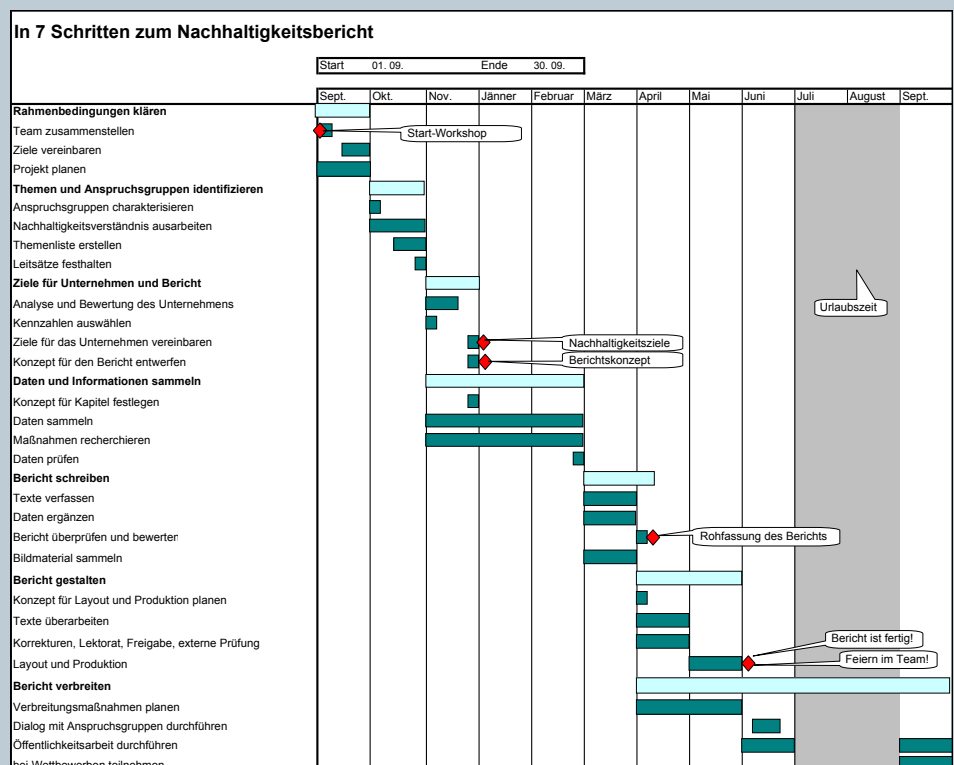 In 7 Schritten zum Nachhaltigkeitsbericht
Start 01. 09. Ende 30. 09.
Sept. Okt. Nov. Jänner Februar März April Mai Juni Juli August Sept.
Rahmenbedingungen klären
Team zusammenstellen
Start-Workshop
Ziele vereinbaren
Projekt planen
Themen und Anspruchsgruppen identifizieren
Anspruchsgruppen charakterisieren
Nachhaltigkeitsverständnis ausarbeiten
Themenliste erstellen
Leitsätze festhalten
Ziele für Unternehmen und Bericht
Analyse und Bewertung des Unternehmens
Urlaubszeit
Kennzahlen auswählen
Ziele für das Unternehmen vereinbaren
Nachhaltigkeitsziele
Konzept für den Bericht entwerfen
Berichtskonzept
Daten und Informationen sammeln
Konzept für Kapitel festlegen
Daten sammeln
Maßnahmen recherchieren
Daten prüfen
Bericht schreiben
Texte verfassen
Daten ergänzen
Bericht überprüfen und bewerten
Rohfassung des Berichts
Bildmaterial sammeln
Bericht gestalten
Konzept für Layout und Produktion planen
Texte überarbeiten
Korrekturen, Lektorat, Freigabe, externe Prüfung
Bericht ist fertig!
Layout und Produktion
Feiern im Team!
Bericht verbreiten
Verbreitungsmaßnahmen planen
Dialog mit Anspruchsgruppen durchführen
Öffentlichkeitsarbeit durchführen
bei Wettbewerben teilnehmen